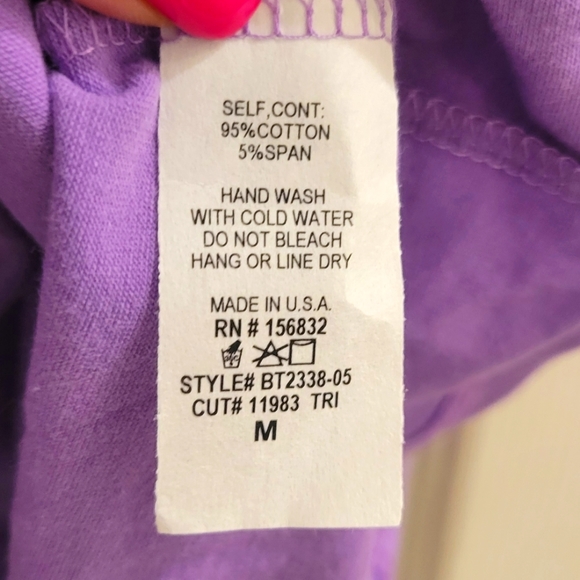 SELF,CONT:
95%COTTON
5%SPAN
HAND WASH
WITH COLD WATER
DO NOT BLEACH
HANG OR LINE DRY
MADE IN U.S.A.
RN # 156832
STYLE# BT2338-05
CUT# 11983 TRI
M